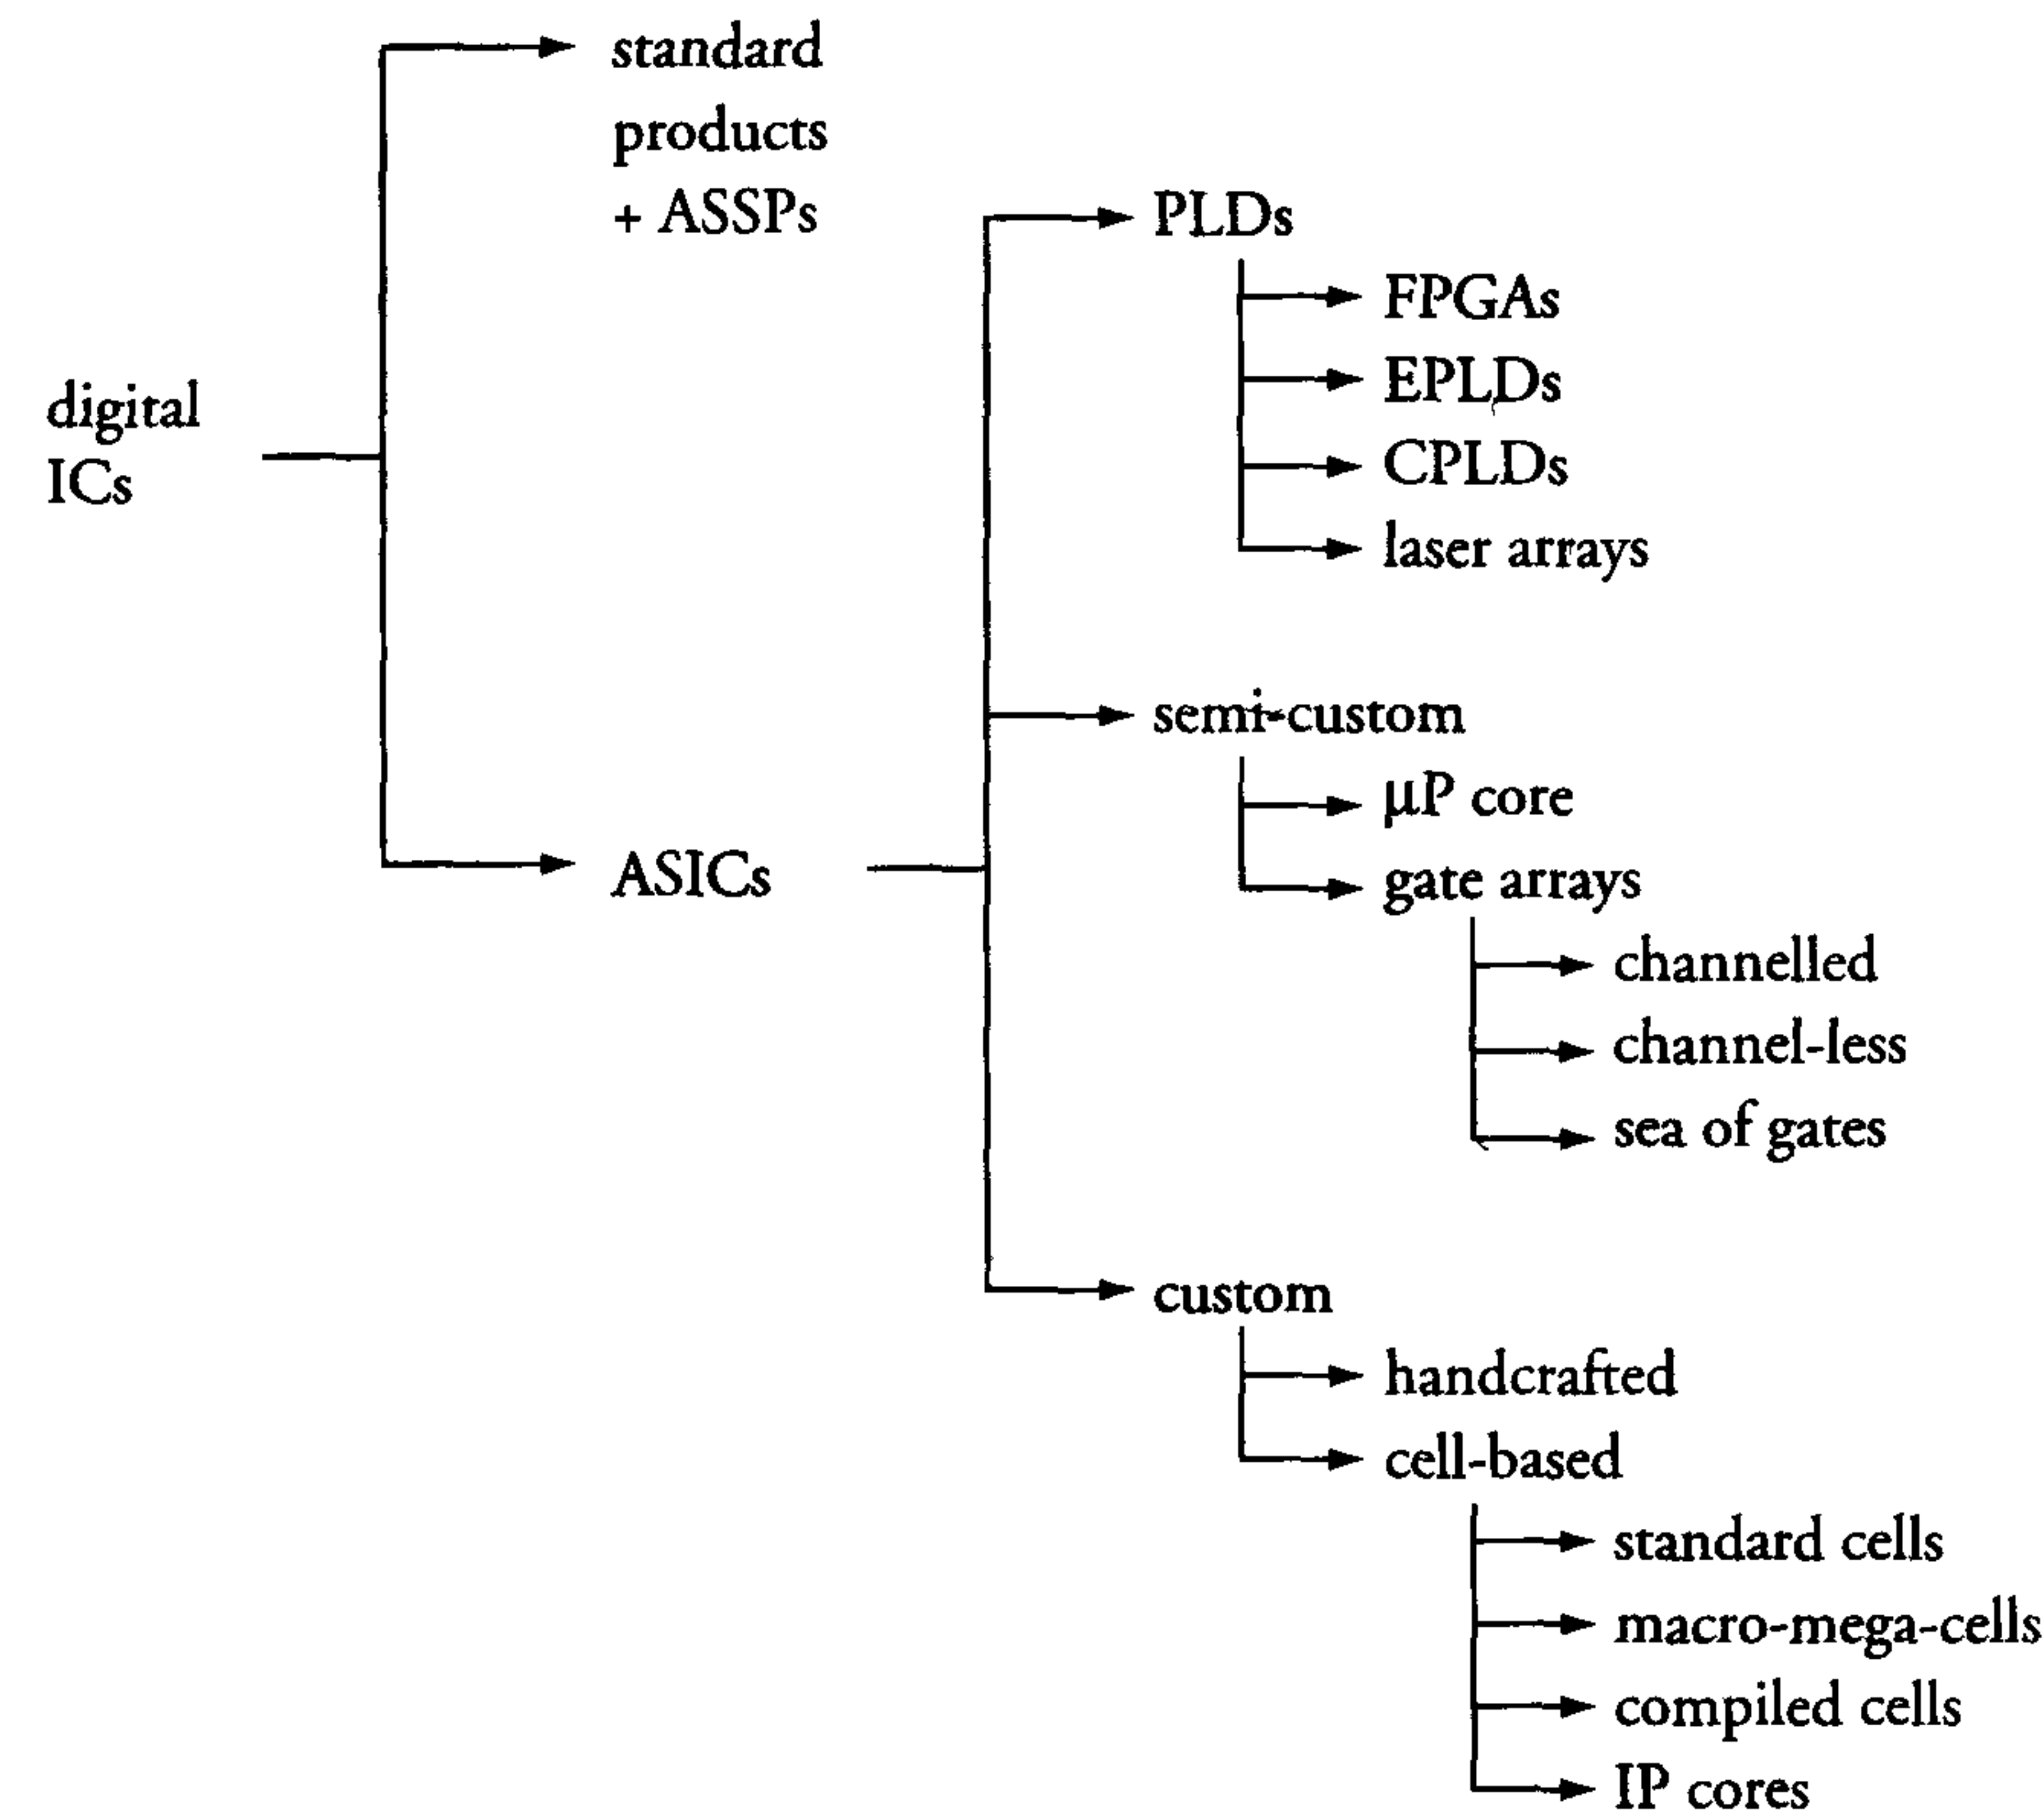 standard
products
+ ASSPs
PLDs
FPGAs
EPLDs
digital
ICs
CPLDs
laser arrays
semi-custom
µP core
ASICs
gate arrays
channelled
channel-less
sea of gates
custom
handcrafted
cell-based
standard cells
macro-mega-cells
compiled cells
IP cores